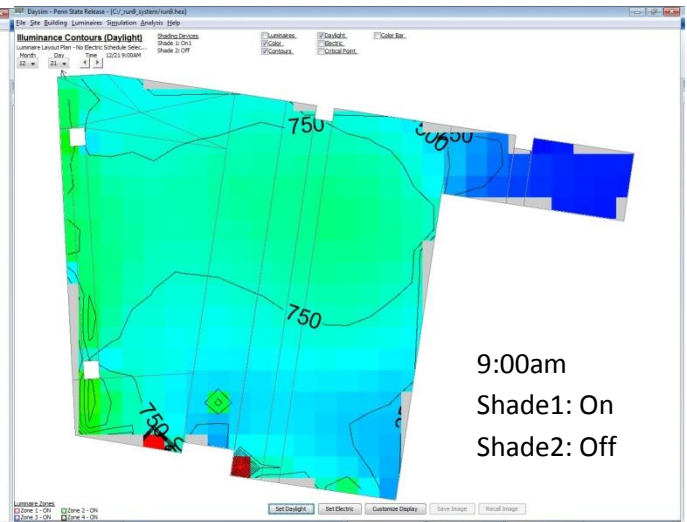 Daysim - Penn State Release - [C:/_run9_system/run9.hea]
File Site Building Luminaires Simulation Analysis Help
Illuminance Contours (Daylight)
Luminaire Layout Plan - No Electric Schedule Selec...
Month Day Time 12/21 9:00AM
12 21
Shading Devices
Shade 1: On1
Shade 2: Off
Luminaires Daylight Color Bar
Color Electric
Contours Critical Point
750
750
750
9:00am
Shade1: On
Shade2: Off
Luminaire Zones
Zone 1 - ON Zone 2 - ON
Zone 3 - ON Zone 4 - ON
Set Daylight Set Electric Customize Display Save Image Recall Image